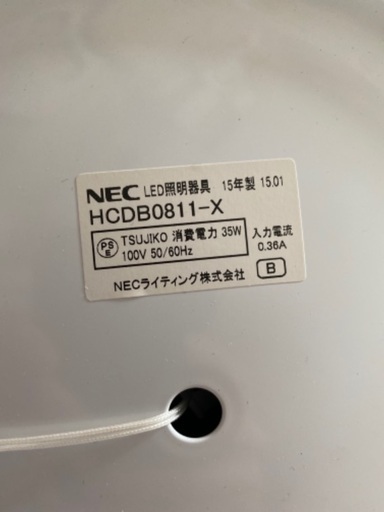 NEC LED照明器具 15年製 15.01
HCDB0811-X
PS E TSUJIKO 消費電力 35W 入力電流
100V 50/60Hz 0.36A
NECライティング株式会社 B